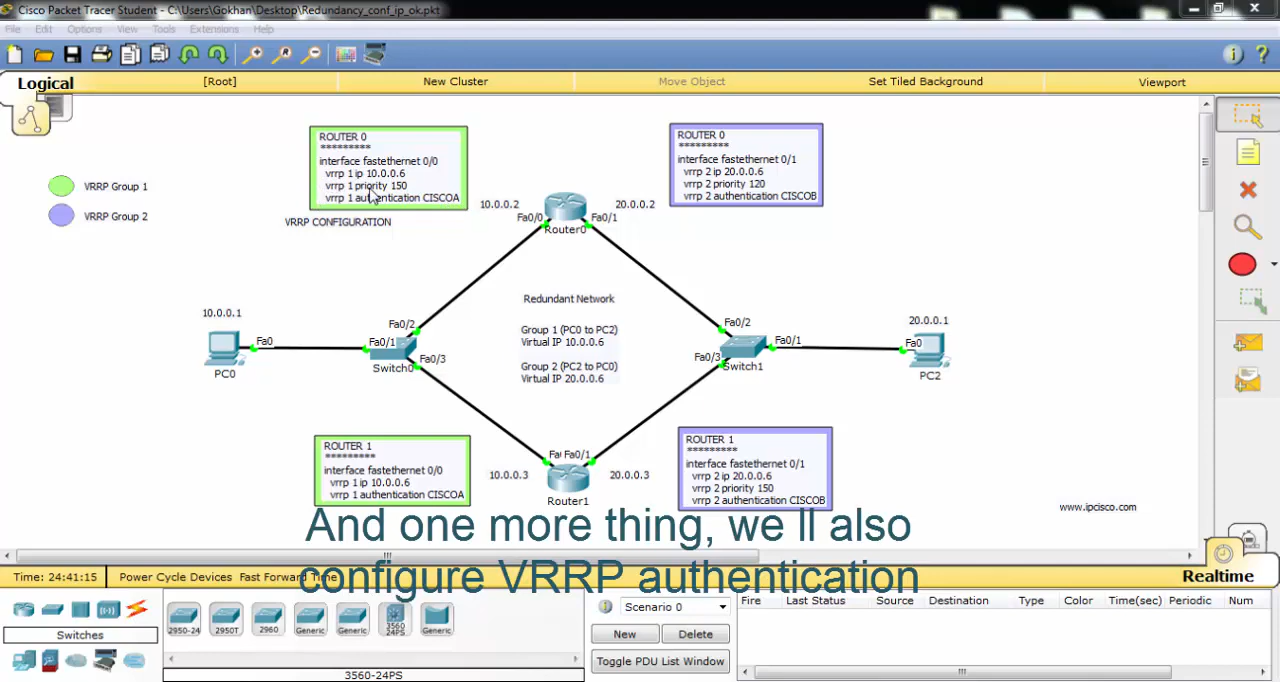 Cisco Packet Tracer Student - C:\Users\Gokhan\Desktop\Redundancy_conf_ip_ok.pkt
File Edit Options View Tools Extensions Help
Logical [Root] New Cluster Move Object Set Tiled Background Viewport
VRRP Group 1
VRRP Group 2
ROUTER 0
*********
interface fastethernet 0/0
vrrp 1 ip 10.0.0.6
vrrp 1 priority 150
vrrp 1 authentication CISCOA
VRRP CONFIGURATION
ROUTER 0
*********
interface fastethernet 0/1
vrrp 2 ip 20.0.0.6
vrrp 2 priority 120
vrrp 2 authentication CISCOB
10.0.0.2
20.0.0.2
Fa0/0
Fa0/1
Router0
Redundant Network
Group 1 (PC0 to PC2)
Virtual IP 10.0.0.6
Group 2 (PC2 to PC0)
Virtual IP 20.0.0.6
10.0.0.1
Fa0
PC0
Fa0/2
Fa0/1
Fa0/3
Switch0
Fa0/2
Fa0/1
Fa0/3
Switch1
20.0.0.1
Fa0
PC2
ROUTER 1
*********
interface fastethernet 0/0
vrrp 1 ip 10.0.0.6
vrrp 1 authentication CISCOA
10.0.0.3
Fa0/1
20.0.0.3
Router1
ROUTER 1
*********
interface fastethernet 0/1
vrrp 2 ip 20.0.0.6
vrrp 2 priority 150
vrrp 2 authentication CISCOB
www.ipcisco.com
And one more thing, we ll also
configure VRRP authentication
Time: 24:41:15 Power Cycle Devices Fast Forward Time
Realtime
Switches
2950-24 2950T 2960 Generic Generic 3560 24PS Generic
3560-24PS
Scenario 0
New Delete
Toggle PDU List Window
Fire Last Status Source Destination Type Color Time(sec) Periodic Num